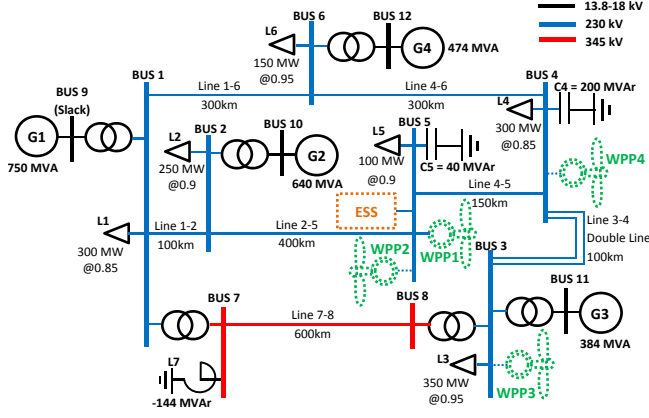 13.8-18 kV
230 kV
345 kV
BUS 6
BUS 12
L6
G4
474 MVA
150 MW
@0.95
BUS 1
BUS 9
(Slack)
Line 1-6
300km
Line 4-6
300km
BUS 4
C4 = 200 MVAr
L4
300 MW
@0.85
G1
750 MVA
BUS 2
BUS 10
L2
G2
250 MW
@0.9
640 MVA
BUS 5
L5
100 MW
@0.9
C5 = 40 MVAr
WPP4
Line 4-5
150km
ESS
L1
300 MW
@0.85
Line 1-2
100km
Line 2-5
400km
WPP2
WPP1
Line 3-4
Double Line
100km
BUS 3
BUS 7
Line 7-8
600km
BUS 8
BUS 11
G3
384 MVA
L7
-144 MVAr
L3
350 MW
@0.95
WPP3